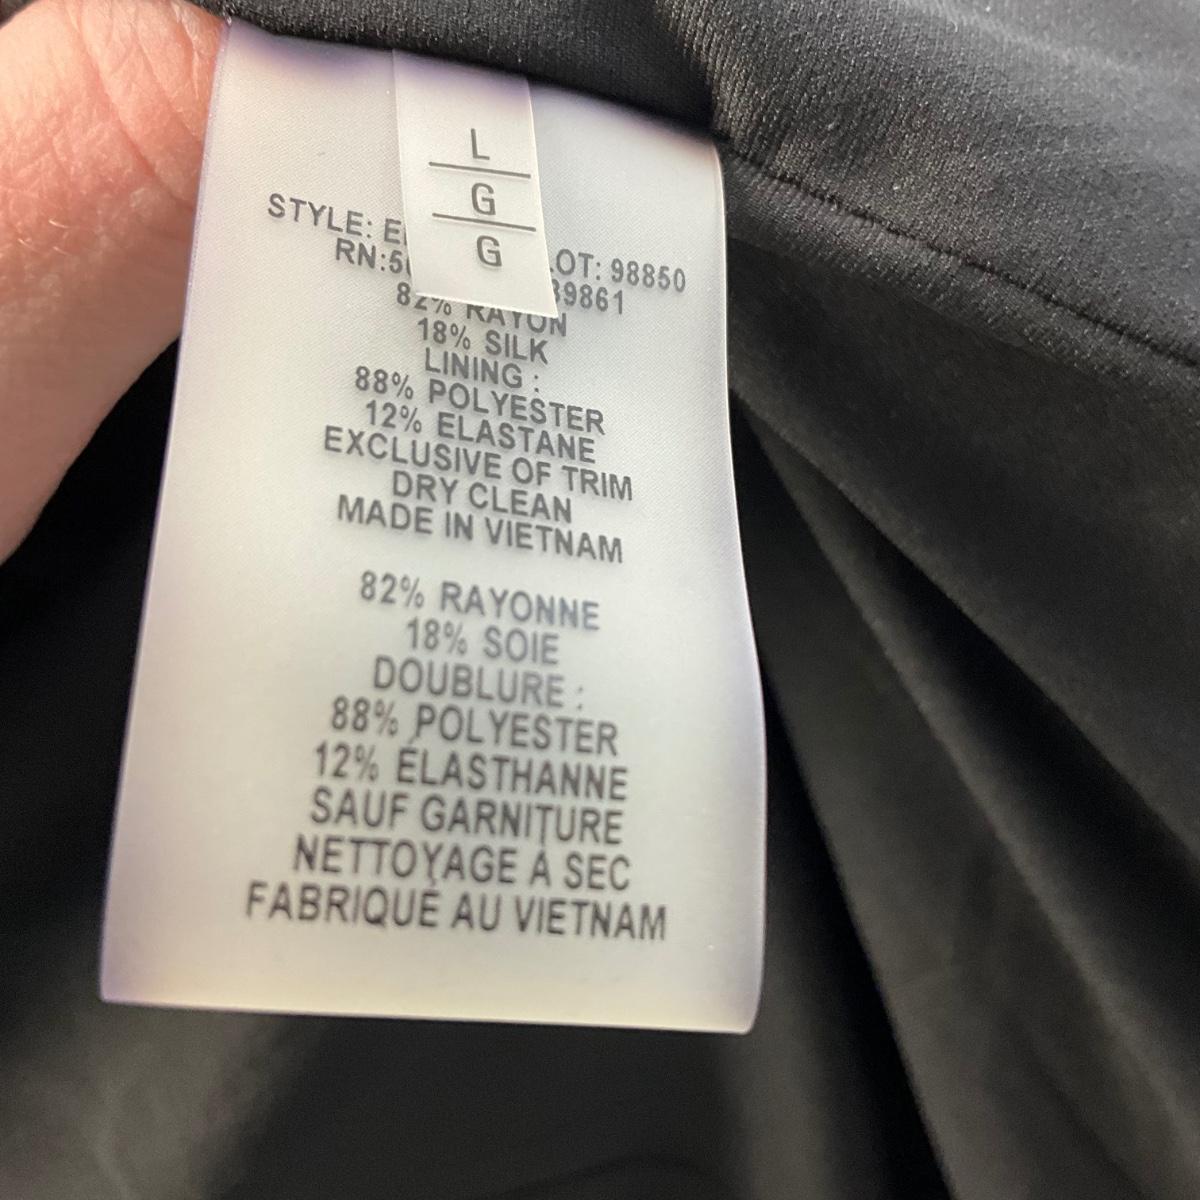 L
G
G
STYLE: E
OT: 98850
RN:5
39861
82% RAYON
18% SILK
LINING :
88% POLYESTER
12% ELASTANE
EXCLUSIVE OF TRIM
DRY CLEAN
MADE IN VIETNAM
82% RAYONNE
18% SOIE
DOUBLURE :
88% POLYESTER
12% ÉLASTHANNE
SAUF GARNITURE
NETTOYAGE À SEC
FABRIQUÉ AU VIETNAM